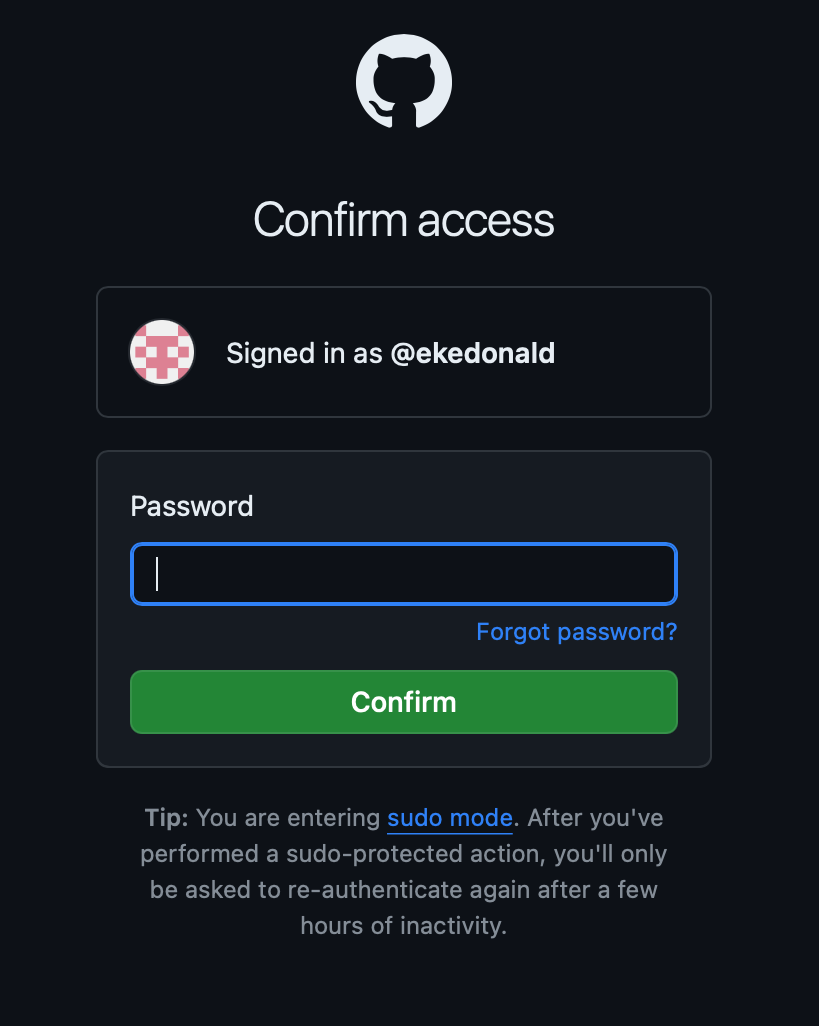 Confirm access
Signed in as @ekedonald
Password
Forgot password?
Confirm
Tip: You are entering sudo mode. After you've
performed a sudo-protected action, you'll only
be asked to re-authenticate again after a few
hours of inactivity.